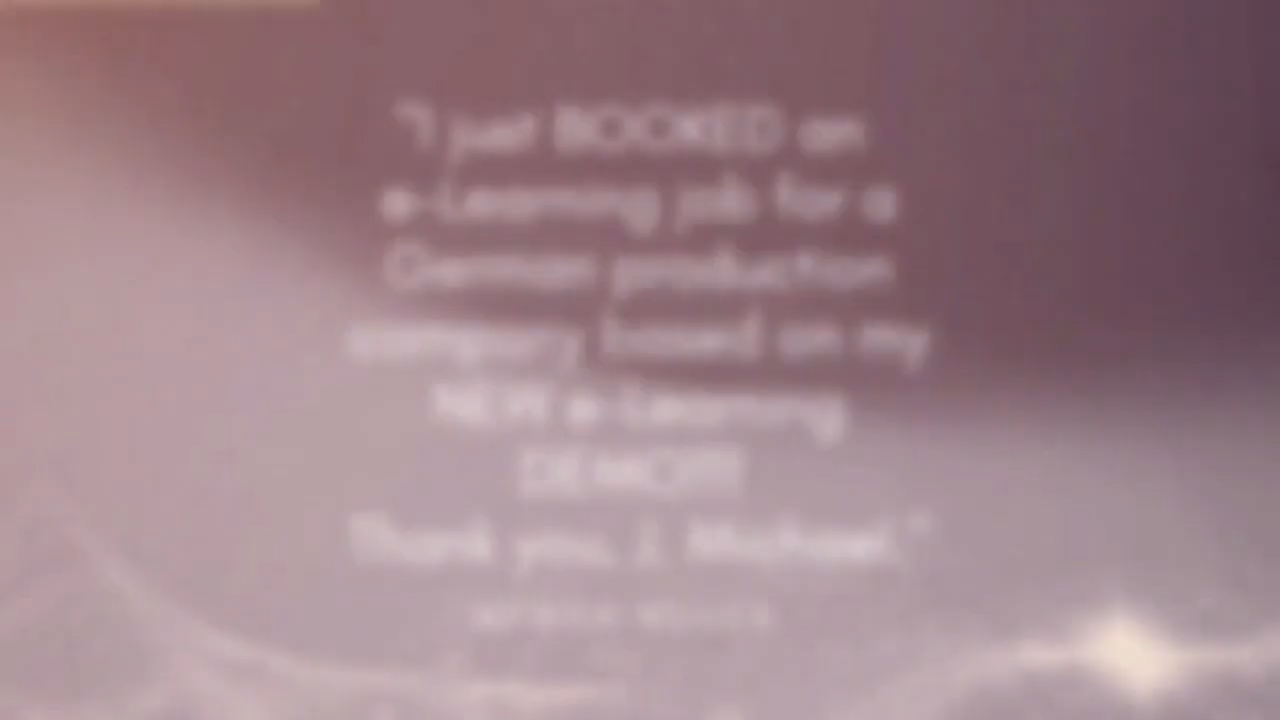 "I just BOOKED an
e-Learning job for a
German production
company, based on my
NEW e-Learning
DEMO!!!
Thank you, J. Michael."